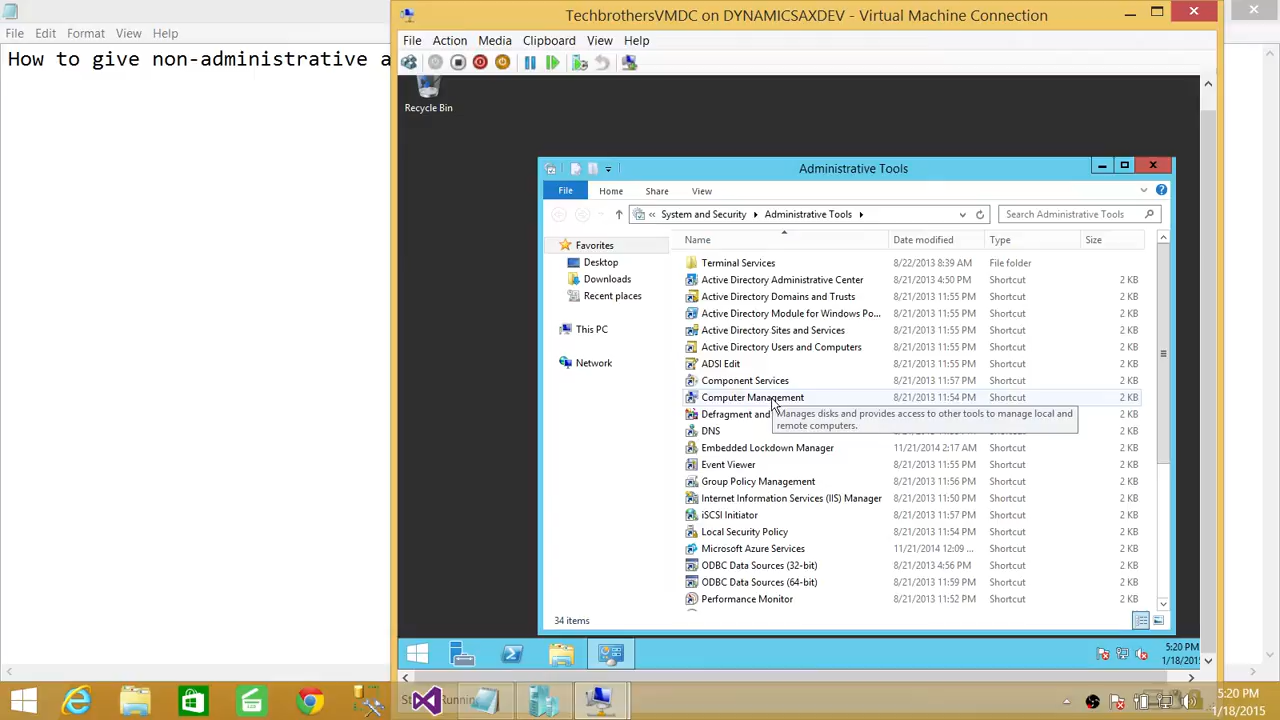 TechbrothersVMDC on DYNAMICSAXDEV - Virtual Machine Connection
File Edit Format View Help
File Action Media Clipboard View Help
How to give non-administrative a
Recycle Bin
Administrative Tools
File Home Share View
« System and Security Administrative Tools
Search Administrative Tools
Name Date modified Type Size
Favorites
Desktop
Downloads
Recent places
This PC
Network
Terminal Services 8/22/2013 8:39 AM File folder
Active Directory Administrative Center 8/21/2013 4:50 PM Shortcut 2 KB
Active Directory Domains and Trusts 8/21/2013 11:55 PM Shortcut 2 KB
Active Directory Module for Windows Po... 8/21/2013 11:55 PM Shortcut 2 KB
Active Directory Sites and Services 8/21/2013 11:55 PM Shortcut 2 KB
Active Directory Users and Computers 8/21/2013 11:55 PM Shortcut 2 KB
ADSI Edit 8/21/2013 11:55 PM Shortcut 2 KB
Component Services 8/21/2013 11:57 PM Shortcut 2 KB
Computer Management 8/21/2013 11:54 PM Shortcut 2 KB
Defragment and
Manages disks and provides access to other tools to manage local and
remote computers.
2 KB
DNS 2 KB
Embedded Lockdown Manager 11/21/2014 2:17 AM Shortcut 2 KB
Event Viewer 8/21/2013 11:55 PM Shortcut 2 KB
Group Policy Management 8/21/2013 11:56 PM Shortcut 2 KB
Internet Information Services (IIS) Manager 8/21/2013 11:50 PM Shortcut 2 KB
iSCSI Initiator 8/21/2013 11:57 PM Shortcut 2 KB
Local Security Policy 8/21/2013 11:54 PM Shortcut 2 KB
Microsoft Azure Services 11/21/2014 12:09 ... Shortcut 2 KB
ODBC Data Sources (32-bit) 8/21/2013 4:56 PM Shortcut 2 KB
ODBC Data Sources (64-bit) 8/21/2013 11:59 PM Shortcut 2 KB
Performance Monitor 8/21/2013 11:52 PM Shortcut 2 KB
34 items
5:20 PM
1/18/2015
5:20 PM
1/18/2015